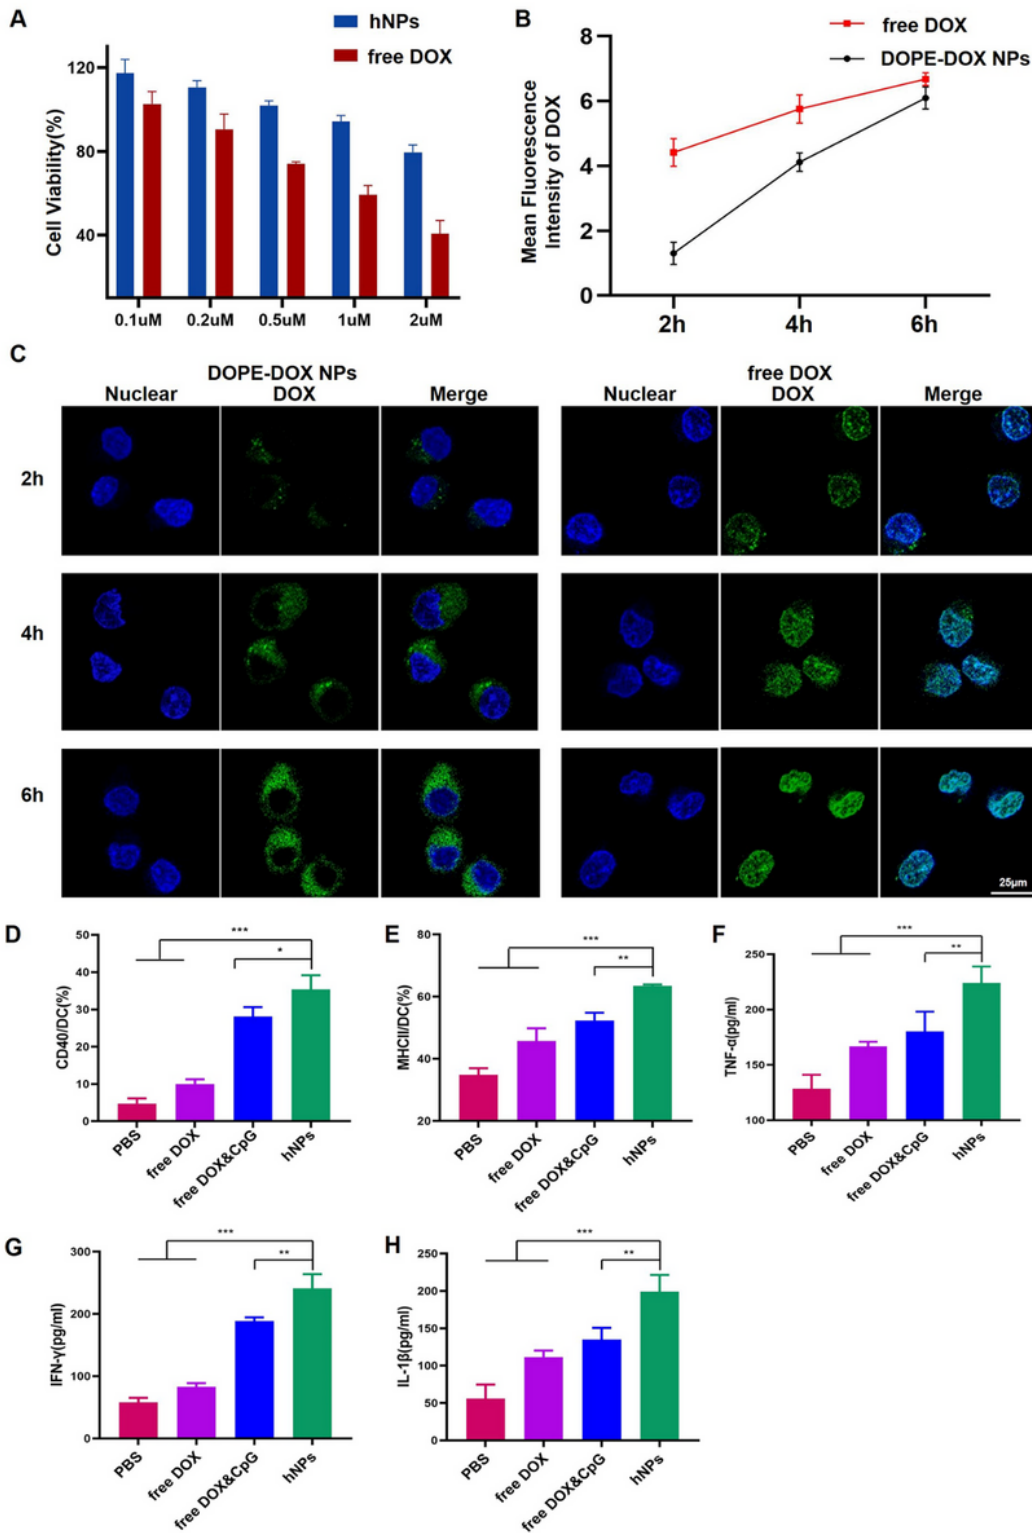 A
hNPs
free DOX
Cell Viability(%)
120
80
40
0.1uM 0.2uM 0.5uM 1uM 2uM
B
free DOX
DOPE-DOX NPs
Mean Fluorescence
Intensity of DOX
8
6
4
2
0
2h 4h 6h
C
DOPE-DOX NPs
Nuclear DOX Merge
free DOX
Nuclear DOX Merge
2h
4h
6h
25μm
D
CD40/DC(%)
50
40
30
20
10
0
***
*
PBS
free DOX
free DOX&CpG
hNPs
E
MHCII/DC(%)
80
60
40
20
***
**
PBS
free DOX
free DOX&CpG
hNPs
F
TNF-α(pg/ml)
250
200
150
100
***
**
PBS
free DOX
free DOX&CpG
hNPs
G
IFN-γ(pg/ml)
300
200
100
0
***
**
PBS
free DOX
free DOX&CpG
hNPs
H
IL-1β(pg/ml)
250
200
150
100
50
0
***
**
PBS
free DOX
free DOX&CpG
hNPs